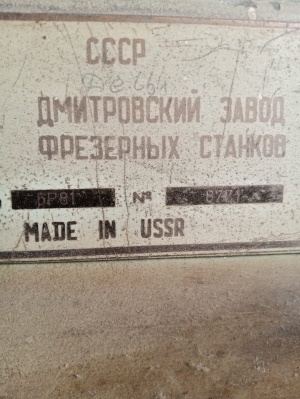 СССР
ДМИТРОВСКИЙ ЗАВОД
ФРЕЗЕРНЫХ СТАНКОВ
6Р81 №
MADE IN USSR